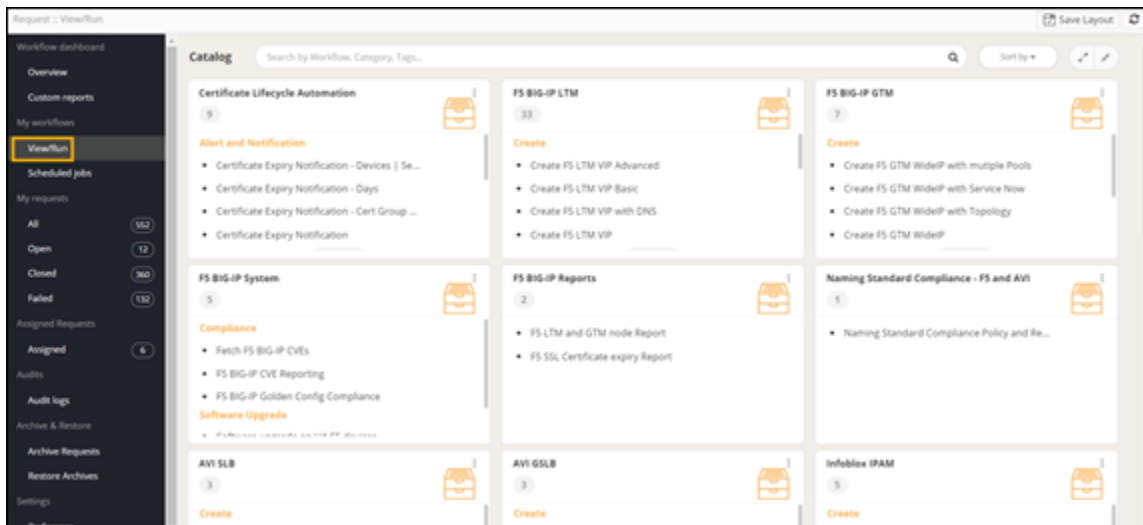 Request :: View/Run
Save Layout
Workflow dashboard
Overview
Custom reports
My workflows
View/Run
Scheduled jobs
My requests
All 552
Open 12
Closed 360
Failed 132
Assigned Requests
Assigned 6
Audits
Audit logs
Archive & Restore
Archive Requests
Restore Archives
Settings
Catalog
Search by Workflow, Category, Tags...
Sort by
Certificate Lifecycle Automation
9
Alert and Notification
Certificate Expiry Notification - Devices | Se...
Certificate Expiry Notification - Days
Certificate Expiry Notification - Cert Group ...
Certificate Expiry Notification
F5 BIG-IP LTM
33
Create
Create F5 LTM VIP Advanced
Create F5 LTM VIP Basic
Create F5 LTM VIP with DNS
Create F5 LTM VIP
F5 BIG-IP GTM
7
Create
Create F5 GTM WideIP with mutiple Pools
Create F5 GTM WideIP with Service Now
Create F5 GTM WideIP with Topology
Create F5 GTM WideIP
F5 BIG-IP System
5
Compliance
Fetch F5 BIG-IP CVEs
F5 BIG-IP CVE Reporting
F5 BIG-IP Golden Config Compliance
Software Upgrade
F5 BIG-IP Reports
2
F5 LTM and GTM node Report
F5 SSL Certificate expiry Report
Naming Standard Compliance - F5 and AVI
1
Naming Standard Compliance Policy and Re...
AVI SLB
3
Create
AVI GSLB
3
Create
Infoblox IPAM
5
Create